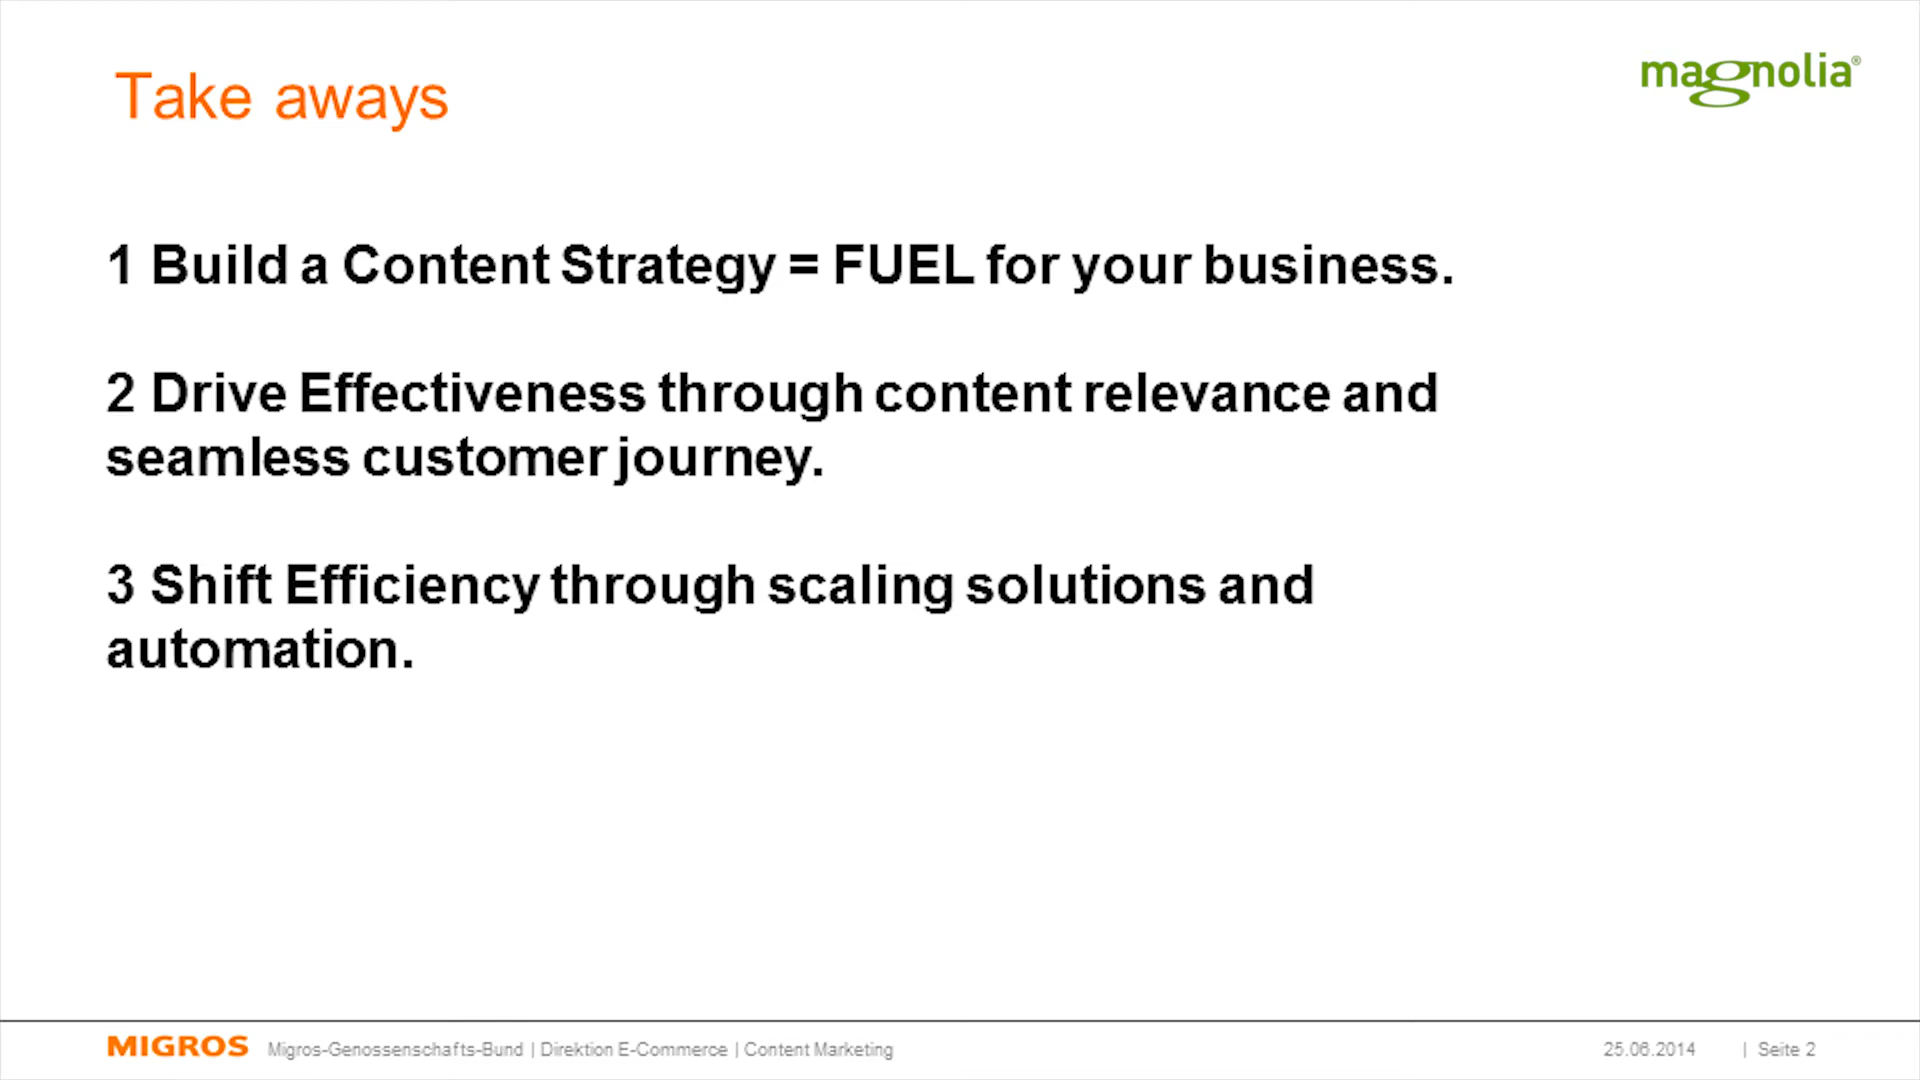 Take aways
magnolia®
1 Build a Content Strategy = FUEL for your business.
2 Drive Effectiveness through content relevance and
seamless customer journey.
3 Shift Efficiency through scaling solutions and
automation.
MIGROS Migros-Genossenschafts-Bund | Direktion E-Commerce | Content Marketing 25.06.2014 | Seite 2